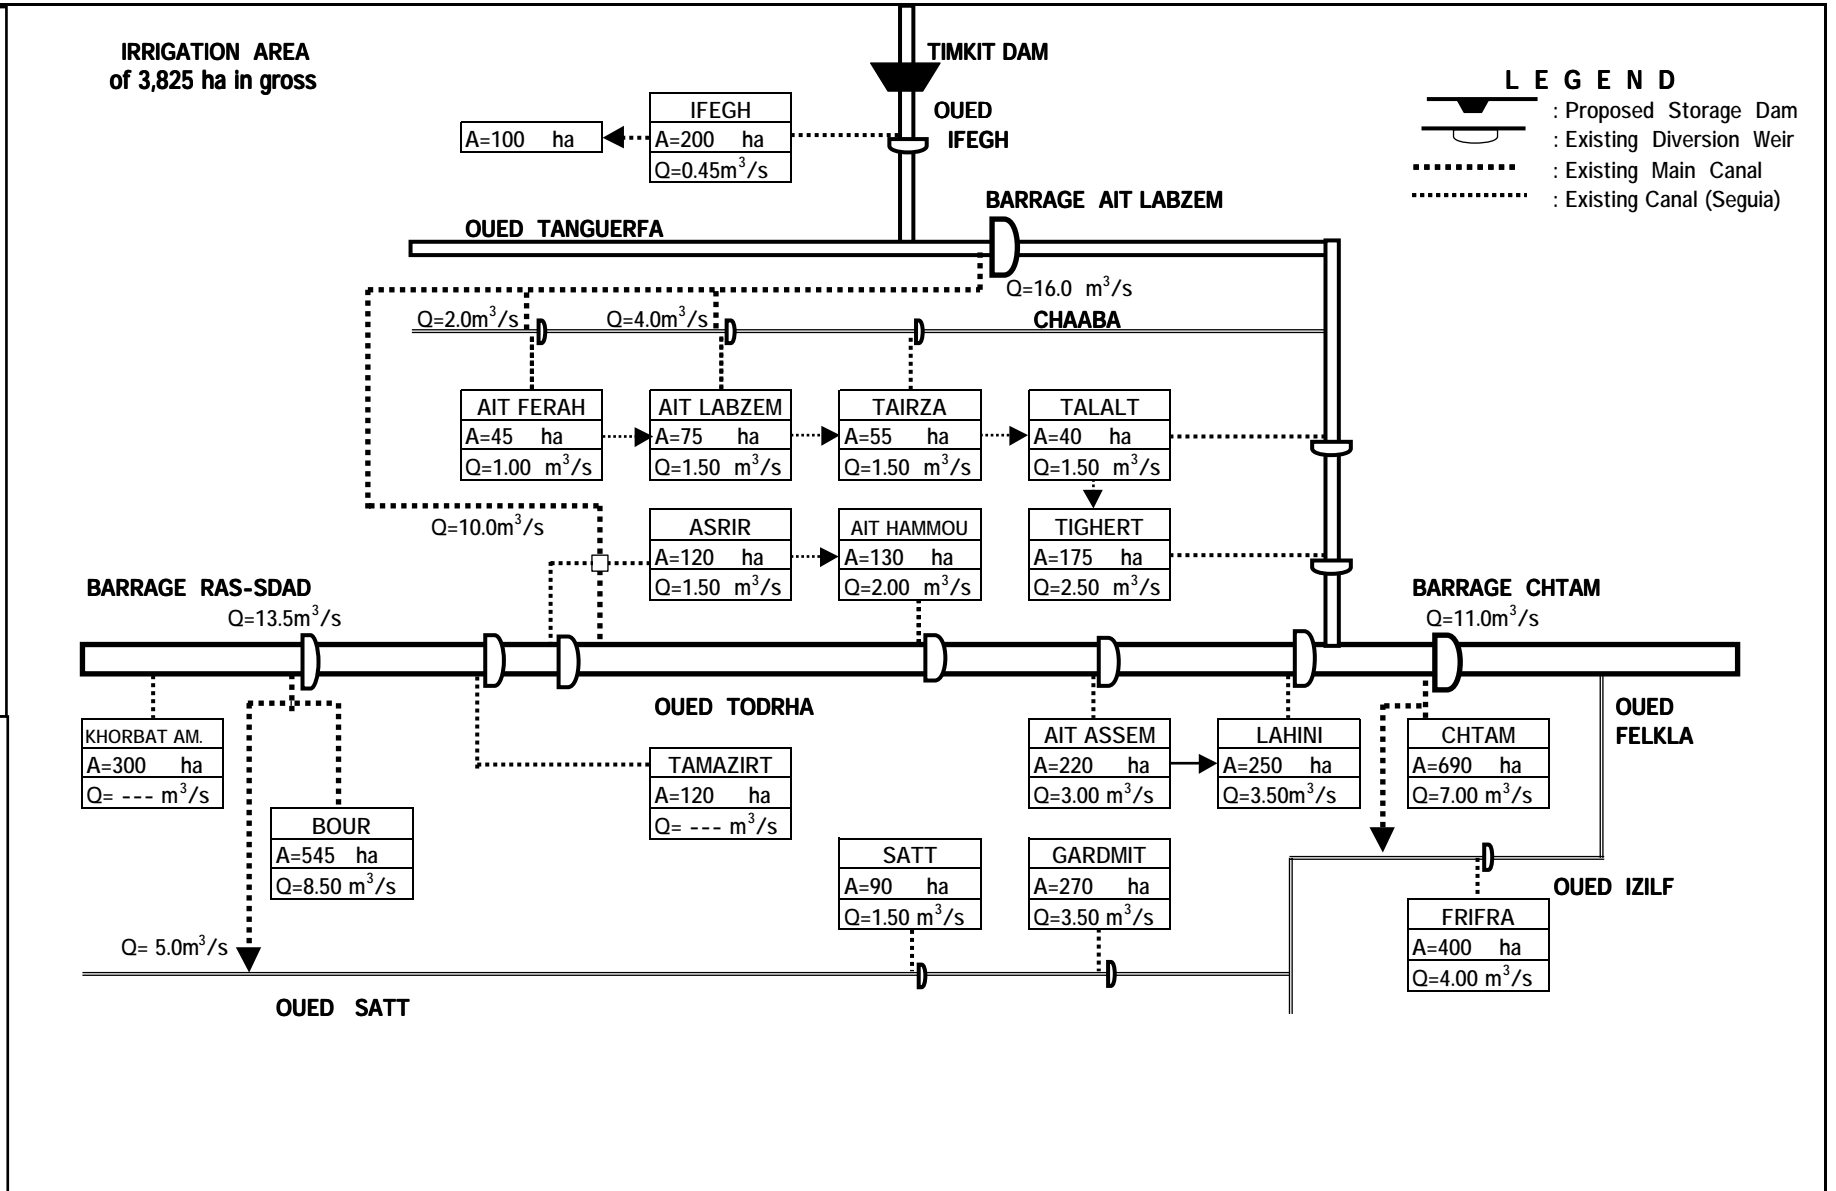 IRRIGATION AREA
of 3,825 ha in gross
TIMKIT DAM
OUED
IFEGH
IFEGH
A=200 ha
Q=0.45m³/s
A=100 ha
L E G E N D
: Proposed Storage Dam
: Existing Diversion Weir
: Existing Main Canal
: Existing Canal (Seguia)
BARRAGE AIT LABZEM
OUED TANGUERFA
Q=16.0 m³/s
Q=2.0m³/s
Q=4.0m³/s
CHAABA
AIT FERAH
A=45 ha
Q=1.00 m³/s
AIT LABZEM
A=75 ha
Q=1.50 m³/s
TAIRZA
A=55 ha
Q=1.50 m³/s
TALALT
A=40 ha
Q=1.50 m³/s
Q=10.0m³/s
ASRIR
A=120 ha
Q=1.50 m³/s
AIT HAMMOU
A=130 ha
Q=2.00 m³/s
TIGHERT
A=175 ha
Q=2.50 m³/s
BARRAGE RAS-SDAD
Q=13.5m³/s
BARRAGE CHTAM
Q=11.0m³/s
OUED TODRHA
OUED
FELKLA
KHORBAT AM.
A=300 ha
Q= --- m³/s
BOUR
A=545 ha
Q=8.50 m³/s
TAMAZIRT
A=120 ha
Q= --- m³/s
AIT ASSEM
A=220 ha
Q=3.00 m³/s
LAHINI
A=250 ha
Q=3.50m³/s
CHTAM
A=690 ha
Q=7.00 m³/s
SATT
A=90 ha
Q=1.50 m³/s
GARDMIT
A=270 ha
Q=3.50 m³/s
OUED IZILF
FRIFRA
A=400 ha
Q=4.00 m³/s
Q= 5.0m³/s
OUED SATT